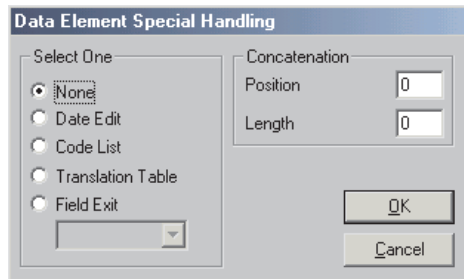 Data Element Special Handling
Select One
None
Date Edit
Code List
Translation Table
Field Exit
Concatenation
Position 0
Length 0
OK
Cancel